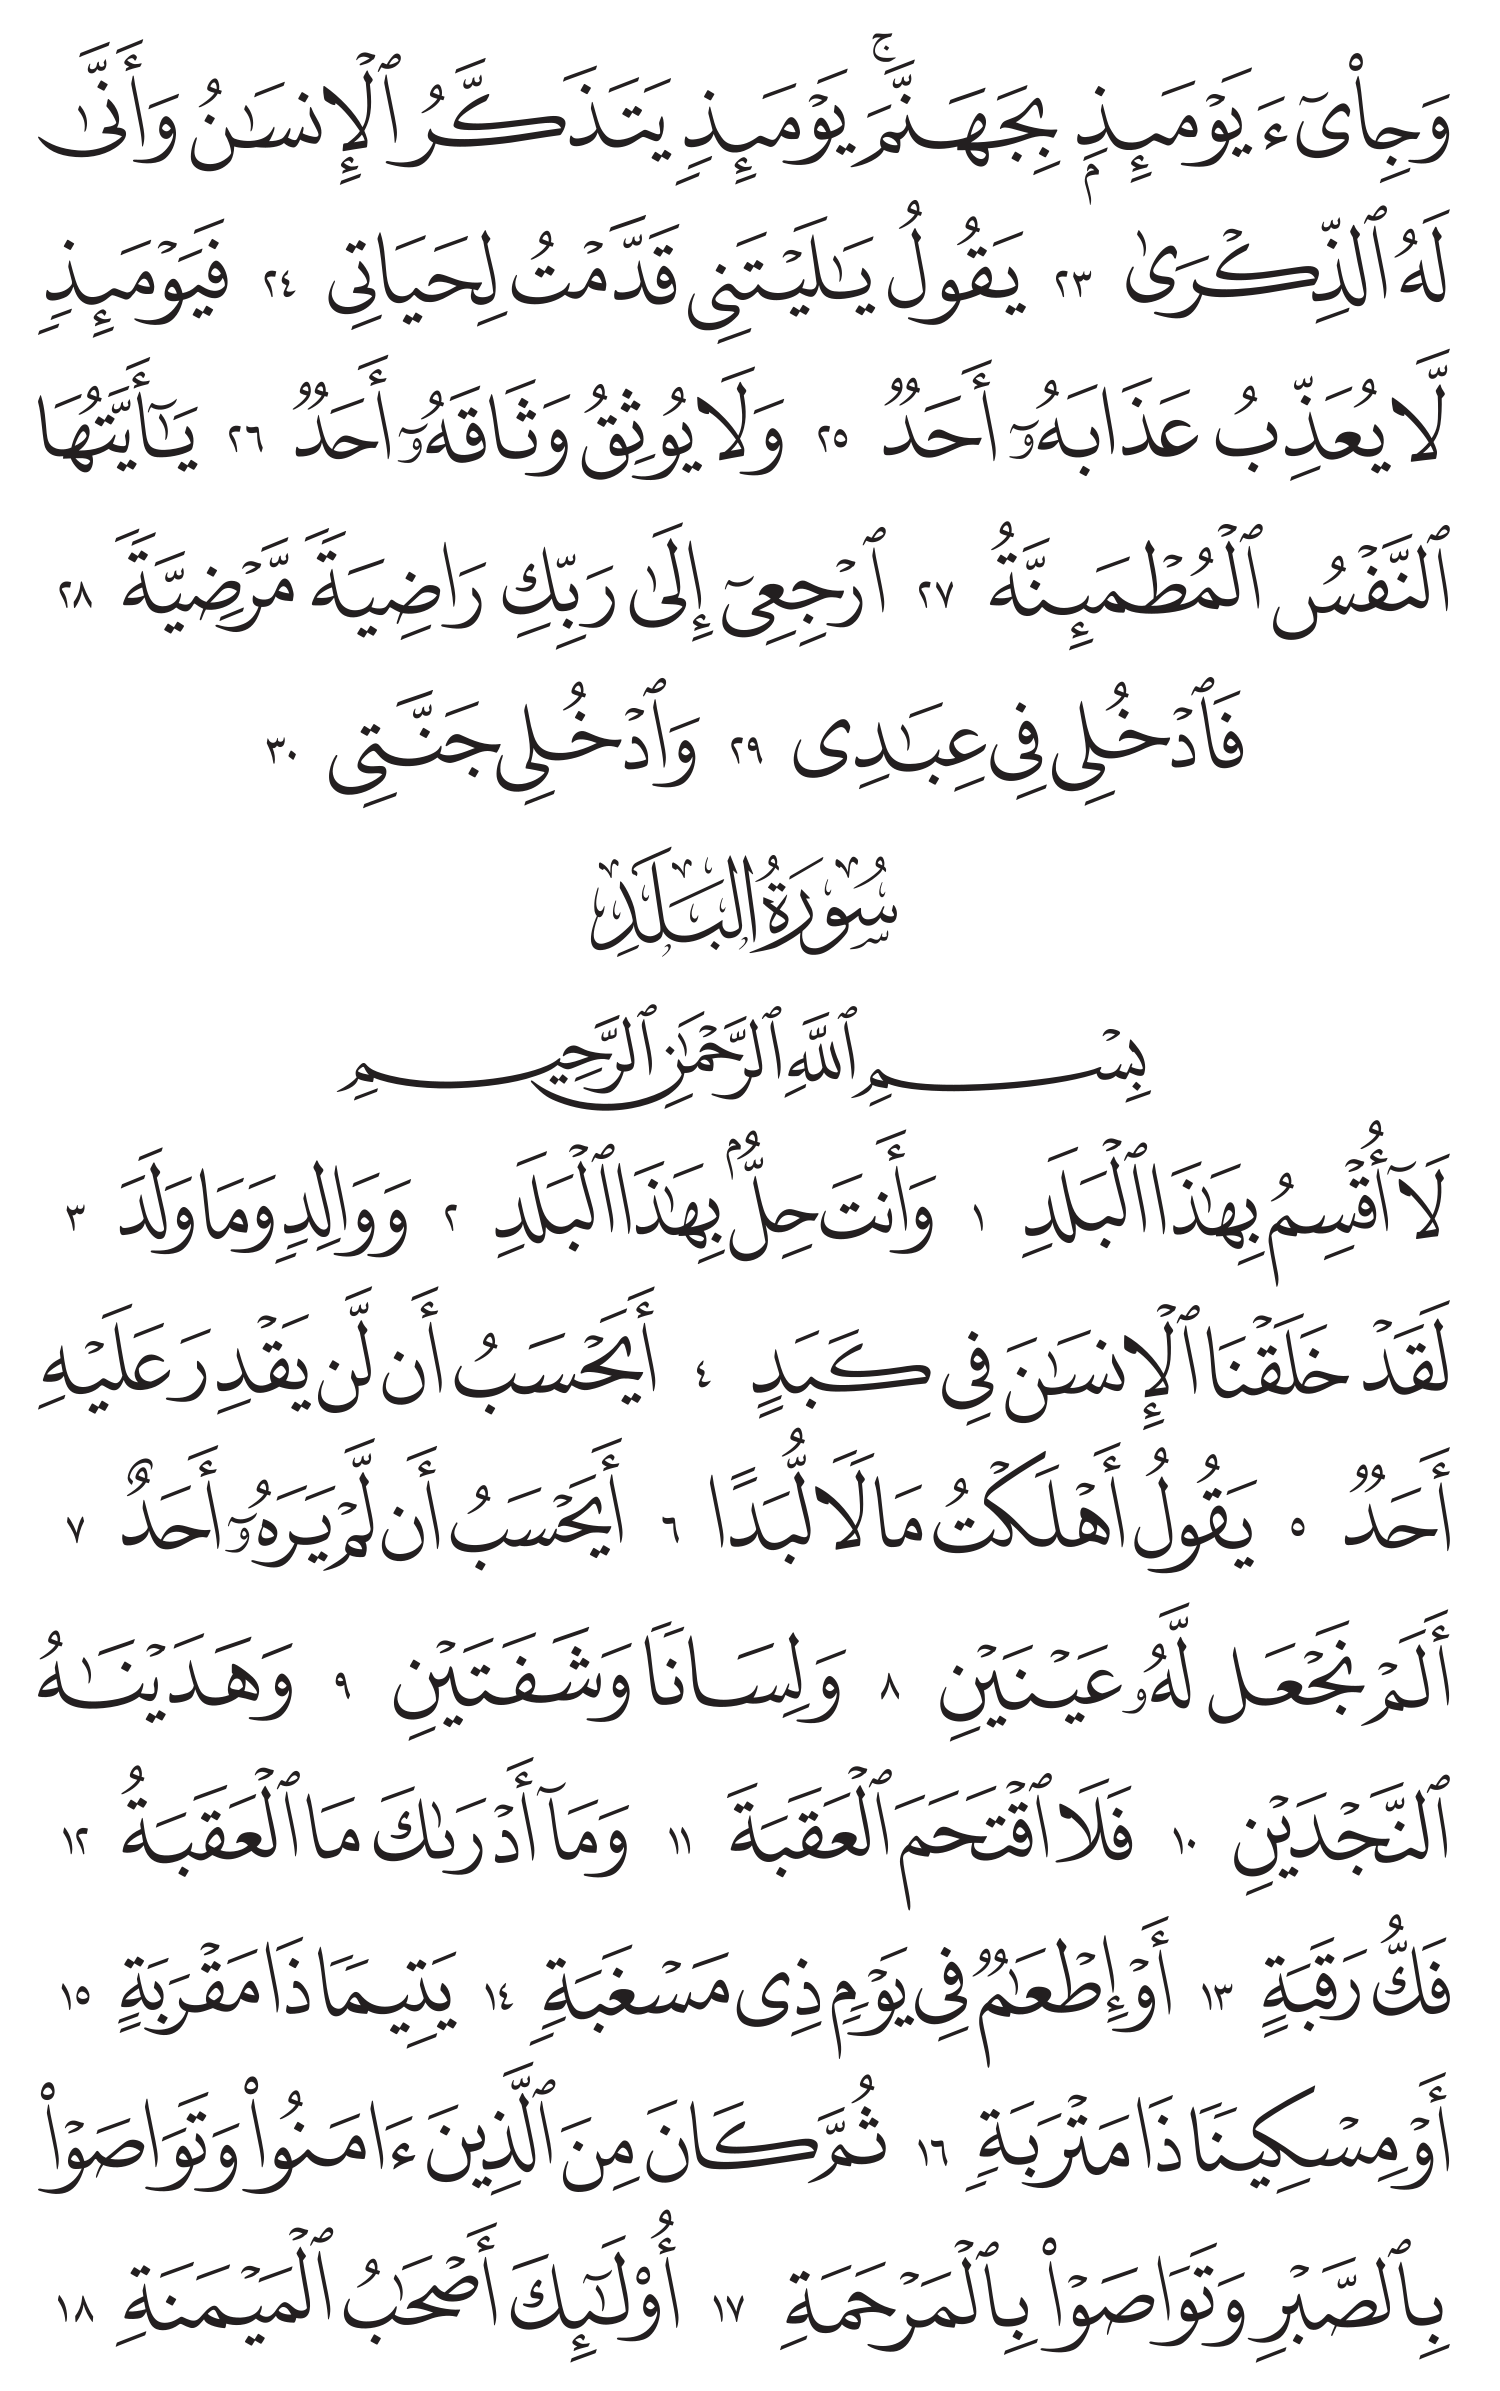 وَجِا۟ىٓءَ يَوْمَئِذٍۭ بِجَهَنَّمَ ۚ يَوْمَئِذٍ يَتَذَكَّرُ ٱلْإِنسَـٰنُ وَأَنَّىٰ
لَهُ ٱلذِّكْرَىٰ ٢٣ يَقُولُ يَـٰلَيْتَنِى قَدَّمْتُ لِحَيَاتِى ٢٤ فَيَوْمَئِذٍ
لَّا يُعَذِّبُ عَذَابَهُۥٓ أَحَدٌ ٢٥ وَلَا يُوثِقُ وَثَاقَهُۥٓ أَحَدٌ ٢٦ يَـٰٓأَيَّتُهَا
ٱلنَّفْسُ ٱلْمُطْمَئِنَّةُ ٢٧ ٱرْجِعِىٓ إِلَىٰ رَبِّكِ رَاضِيَةً مَّرْضِيَّةً ٢٨
فَٱدْخُلِى فِى عِبَـٰدِى ٢٩ وَٱدْخُلِى جَنَّتِى ٣٠
سُورَةُ البَلَدِ
بِسْمِ ٱللَّهِ ٱلرَّحْمَـٰنِ ٱلرَّحِيمِ
لَآ أُقْسِمُ بِهَـٰذَا ٱلْبَلَدِ ١ وَأَنتَ حِلٌّۢ بِهَـٰذَا ٱلْبَلَدِ ٢ وَوَالِدٍ وَمَا وَلَدَ ٣
لَقَدْ خَلَقْنَا ٱلْإِنسَـٰنَ فِى كَبَدٍ ٤ أَيَحْسَبُ أَن لَّن يَقْدِرَ عَلَيْهِ
أَحَدٌ ٥ يَقُولُ أَهْلَكْتُ مَالًا لُّبَدًا ٦ أَيَحْسَبُ أَن لَّمْ يَرَهُۥٓ أَحَدٌ ٧
أَلَمْ نَجْعَل لَّهُۥ عَيْنَيْنِ ٨ وَلِسَانًا وَشَفَتَيْنِ ٩ وَهَدَيْنَـٰهُ
ٱلنَّجْدَيْنِ ١٠ فَلَا ٱقْتَحَمَ ٱلْعَقَبَةَ ١١ وَمَآ أَدْرَىٰكَ مَا ٱلْعَقَبَةُ ١٢
فَكُّ رَقَبَةٍ ١٣ أَوْ إِطْعَـٰمٌ فِى يَوْمٍ ذِى مَسْغَبَةٍ ١٤ يَتِيمًا ذَا مَقْرَبَةٍ ١٥
أَوْ مِسْكِينًا ذَا مَتْرَبَةٍ ١٦ ثُمَّ كَانَ مِنَ ٱلَّذِينَ ءَامَنُوا۟ وَتَوَاصَوْا۟
بِٱلصَّبْرِ وَتَوَاصَوْا۟ بِٱلْمَرْحَمَةِ ١٧ أُو۟لَـٰٓئِكَ أَصْحَـٰبُ ٱلْمَيْمَنَةِ ١٨